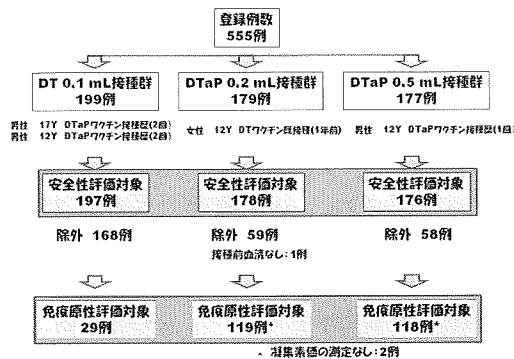 登録例数
555例
DT 0.1 mL接種群
199例
DTaP 0.2 mL接種群
179例
DTaP 0.5 mL接種群
177例
男性 17Y DTaPワクチン接種歴(2回)
男性 12Y DTaPワクチン接種歴(2回)
女性 12Y DTワクチン既接種(1年前)
男性 12Y DTaPワクチン接種歴(1回)
安全性評価対象
197例
安全性評価対象
178例
安全性評価対象
176例
除外 168例
除外 59例
除外 58例
接種前血清なし:1例
免疫原性評価対象
29例
免疫原性評価対象
119例*
免疫原性評価対象
118例*
* 凝集素価の測定なし:2例